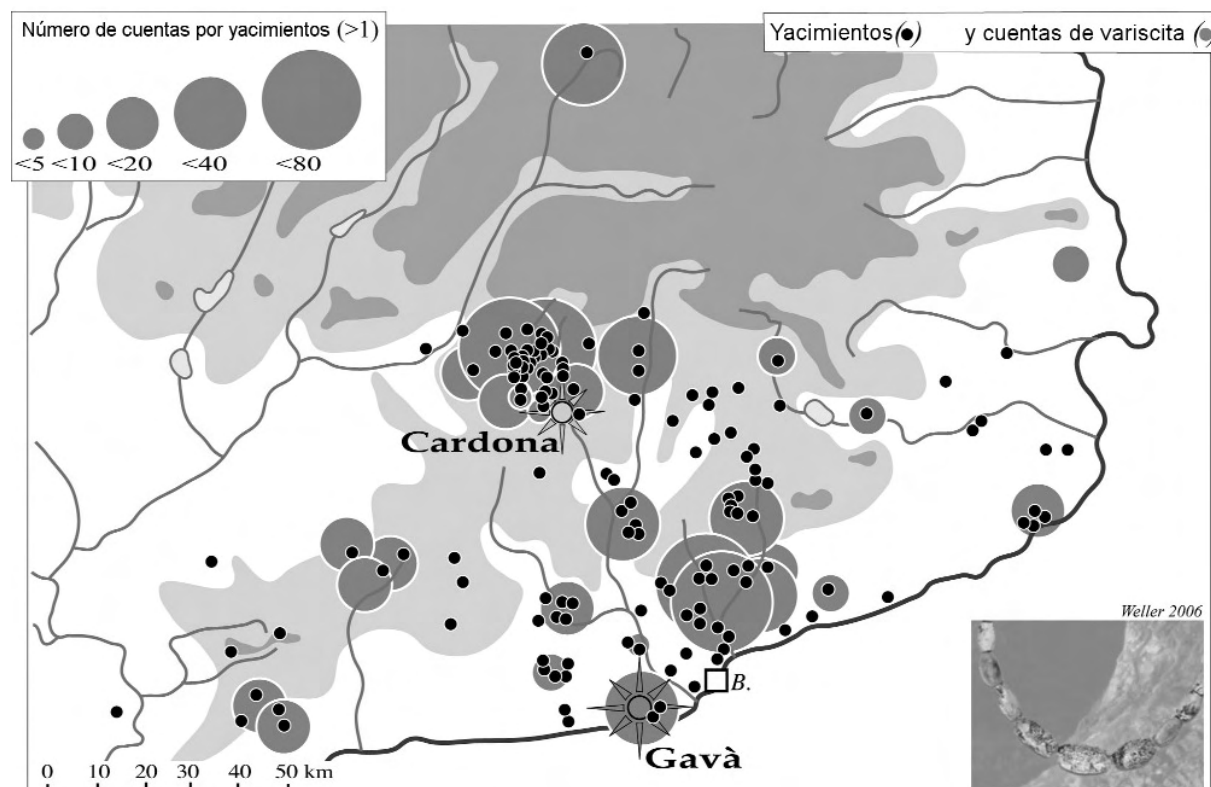 Número de cuentas por yacimientos (>1)
<5 <10 <20 <40 <80
Yacimientos ( ) y cuentas de variscita (
Cardona
Weller 2006
B.
Gavà
0 10 20 30 40 50 km